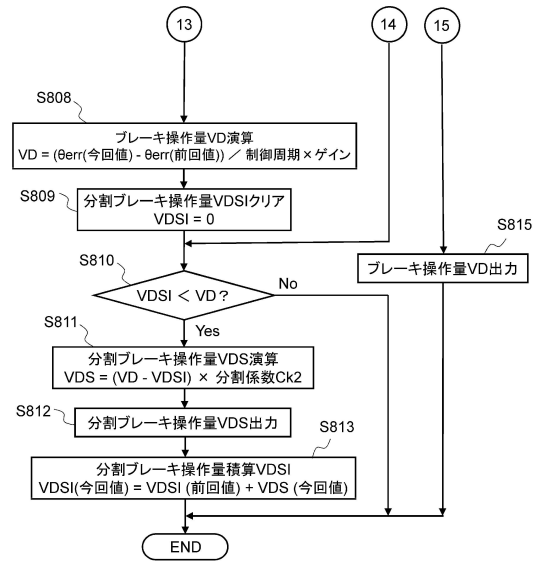 13
14
15
S808
ブレーキ操作量VD演算
VD = (θerr(今回値) - θerr(前回値)) / 制御周期×ゲイン
S809
分割ブレーキ操作量VDSIクリア
VDSI = 0
S815
ブレーキ操作量VD出力
S810
VDSI < VD?
No
Yes
S811
分割ブレーキ操作量VDS演算
VDS = (VD - VDSI) × 分割係数Ck2
S812
分割ブレーキ操作量VDS出力
S813
分割ブレーキ操作量積算VDSI
VDSI(今回値) = VDSI (前回値) + VDS (今回値)
END